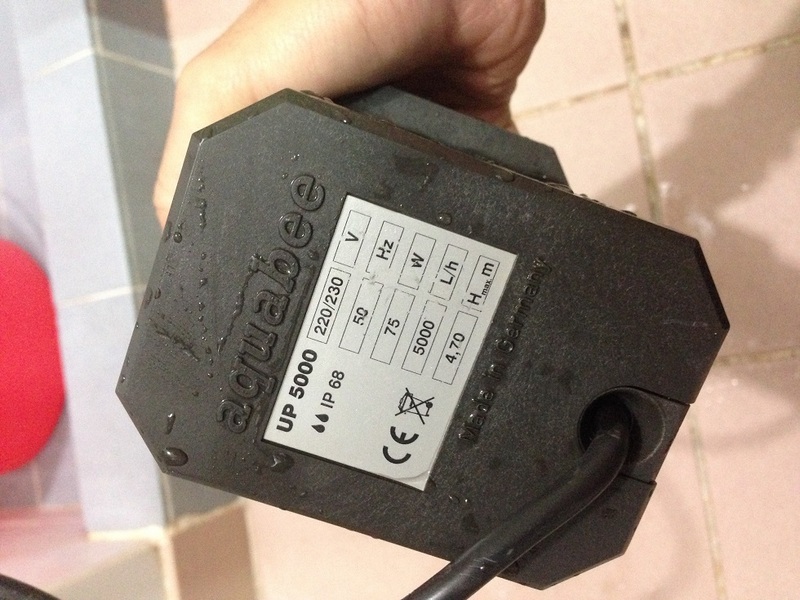 aquabee
UP 5000
IP 68
220/230 V
50 Hz
75 W
5000 L/h
4,70 Hmax m
CE
Made in Germany